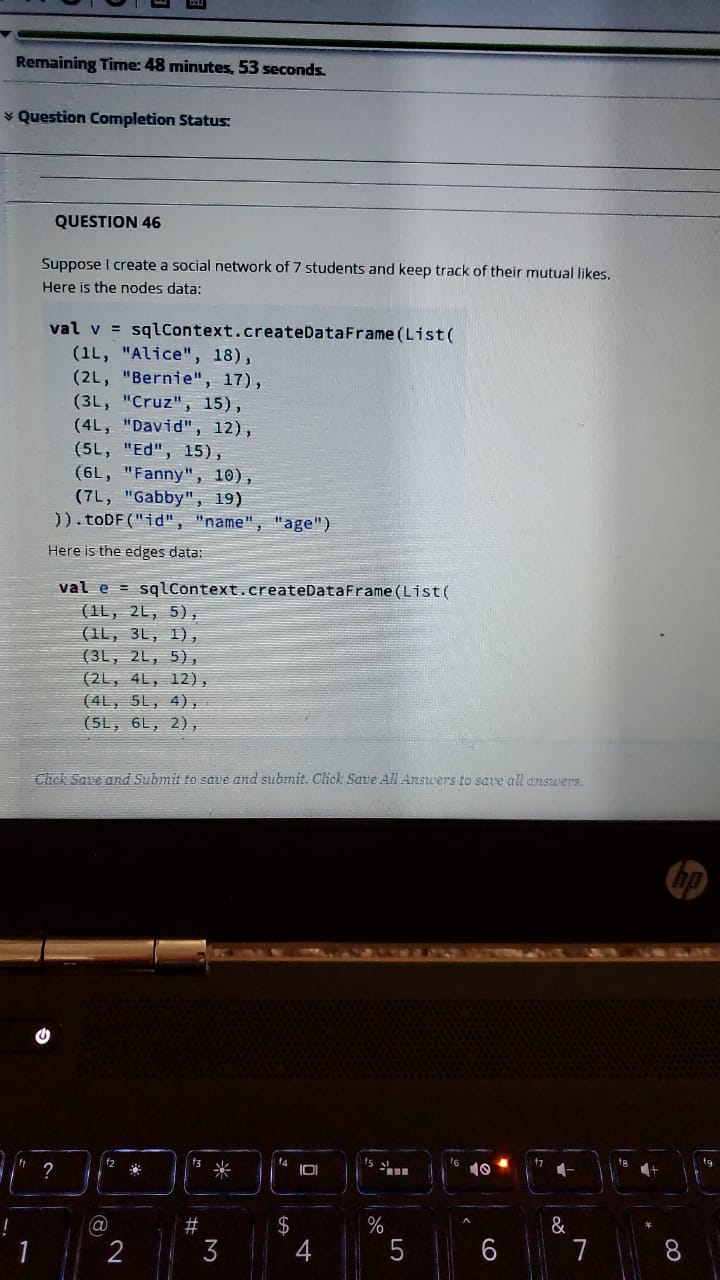 Remaining Time: 48 minutes, 53 seconds.
Question Completion Status:
QUESTION 46
Suppose I create a social network of 7 students and keep track of their mutual likes.
Here is the nodes data:
val v = sqlContext.createDataFrame(List(
(1L, "Alice", 18),
(2L, "Bernie", 17),
(3L, "Cruz", 15),
(4L, "David", 12),
(5L, "Ed", 15),
(6L, "Fanny", 10),
(7L, "Gabby", 19)
)).toDF("id", "name", "age")
Here is the edges data:
val e = sqlContext.createDataFrame(List(
(1L, 2L, 5),
(1L, 3L, 1),
(3L, 2L, 5),
(2L, 4L, 12),
(4L, 5L, 4),
(5L, 6L, 2),
Click Save and Submit to save and submit. Click Save All Answers to save all answers.
hp
f1 ? f2 f3 f4 f5 f6 f7 f8 f9
! @ # $ % ^ & *
1 2 3 4 5 6 7 8